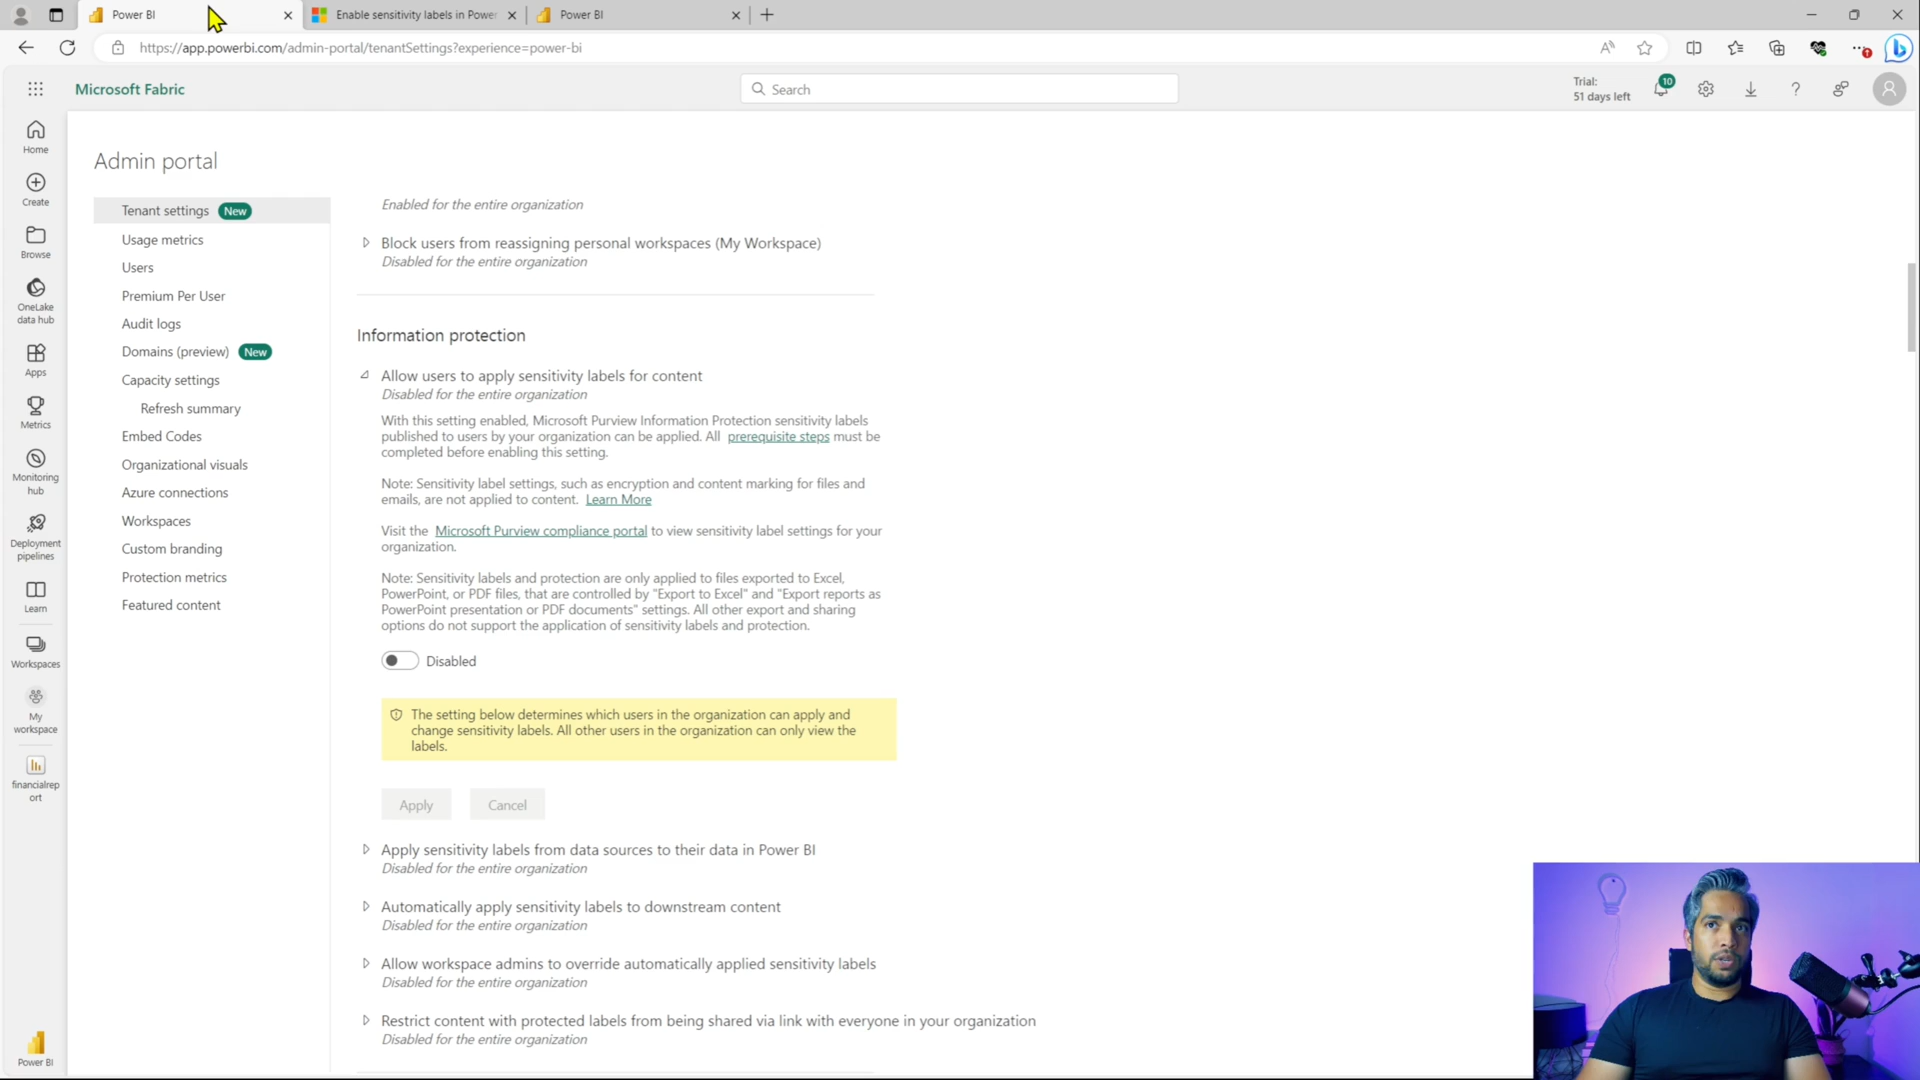 Power BI
Enable sensitivity labels in Power
Power BI
https://app.powerbi.com/admin-portal/tenantSettings?experience=power-bi
Microsoft Fabric
Search
Trial:
51 days left
10
Home
Create
Browse
OneLake
data hub
Apps
Metrics
Monitoring
hub
Deployment
pipelines
Learn
Workspaces
My
workspace
financialrep
ort
Power BI
Admin portal
Tenant settings New
Usage metrics
Users
Premium Per User
Audit logs
Domains (preview) New
Capacity settings
Refresh summary
Embed Codes
Organizational visuals
Azure connections
Workspaces
Custom branding
Protection metrics
Featured content
Enabled for the entire organization
Block users from reassigning personal workspaces (My Workspace)
Disabled for the entire organization
Information protection
Allow users to apply sensitivity labels for content
Disabled for the entire organization
With this setting enabled, Microsoft Purview Information Protection sensitivity labels
published to users by your organization can be applied. All prerequisite steps must be
completed before enabling this setting.
Note: Sensitivity label settings, such as encryption and content marking for files and
emails, are not applied to content. Learn More
Visit the Microsoft Purview compliance portal to view sensitivity label settings for your
organization.
Note: Sensitivity labels and protection are only applied to files exported to Excel,
PowerPoint, or PDF files, that are controlled by "Export to Excel" and "Export reports as
PowerPoint presentation or PDF documents" settings. All other export and sharing
options do not support the application of sensitivity labels and protection.
Disabled
The setting below determines which users in the organization can apply and
change sensitivity labels. All other users in the organization can only view the
labels.
Apply Cancel
Apply sensitivity labels from data sources to their data in Power BI
Disabled for the entire organization
Automatically apply sensitivity labels to downstream content
Disabled for the entire organization
Allow workspace admins to override automatically applied sensitivity labels
Disabled for the entire organization
Restrict content with protected labels from being shared via link with everyone in your organization
Disabled for the entire organization